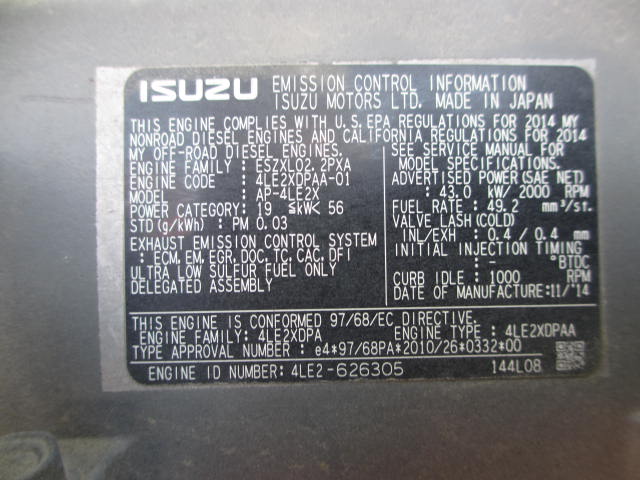 ISUZU EMISSION CONTROL INFORMATION
ISUZU MOTORS LTD. MADE IN JAPAN
THIS ENGINE COMPLIES WITH U.S.EPA REGULATIONS FOR 2014 MY
NONROAD DIESEL ENGINES AND CALIFORNIA REGULATIONS FOR 2014
MY OFF-ROAD DIESEL ENGINES.
ENGINE FAMILY : ESZXL02.2PXA
ENGINE CODE : 4LE2XDPAA-01
MODEL : AP-4LE2X
POWER CATEGORY: 19 ≦kW< 56
STD (g/kWh) : PM 0.03
EXHAUST EMISSION CONTROL SYSTEM
: ECM, EM, EGR, DOC, TC, CAC, DFI
ULTRA LOW SULFUR FUEL ONLY
DELEGATED ASSEMBLY
SEE SERVICE MANUAL FOR
MODEL SPECIFICATIONS.
ADVERTISED POWER(SAE NET)
: 43.0 kW/ 2000 RPM
FUEL RATE: 49.2 mm³/st.
VALVE LASH (COLD)
INL/EXH : 0.4 / 0.4 mm
INITIAL INJECTION TIMING
: - °BTDC
CURB IDLE : 1000 RPM
DATE OF MANUFACTURE:11/'14
THIS ENGINE IS CONFORMED 97/68/EC DIRECTIVE.
ENGINE FAMILY: 4LE2XDPA ENGINE TYPE : 4LE2XDPAA
TYPE APPROVAL NUMBER : e4*97/68PA*2010/26*0332*00
ENGINE ID NUMBER: 4LE2-626305 144L08